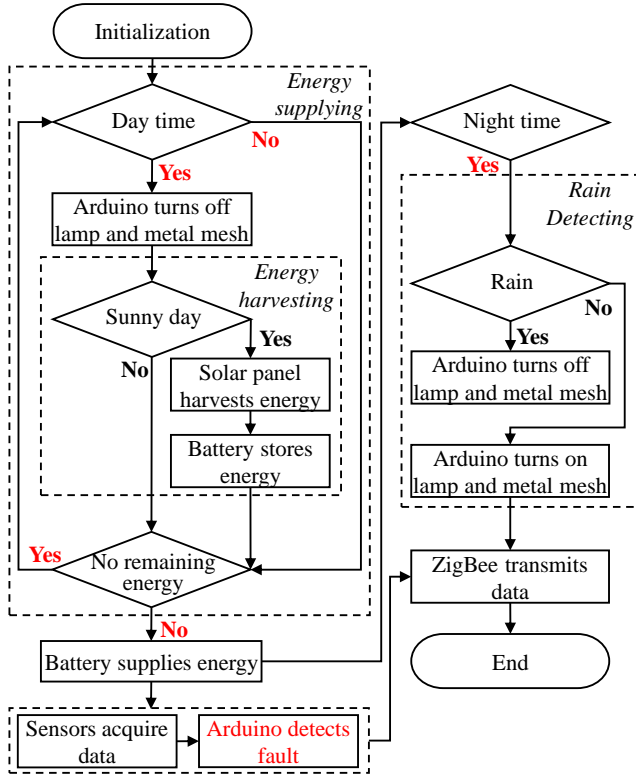 Initialization
Energy
supplying
Day time
No
Yes
Arduino turns off
lamp and metal mesh
Energy
harvesting
Sunny day
Yes
No
Solar panel
harvests energy
Battery stores
energy
Yes
No remaining
energy
No
Battery supplies energy
Sensors acquire
data
Arduino detects
fault
Night time
Yes
Rain
Detecting
Rain
No
Yes
Arduino turns off
lamp and metal mesh
Arduino turns on
lamp and metal mesh
ZigBee transmits
data
End